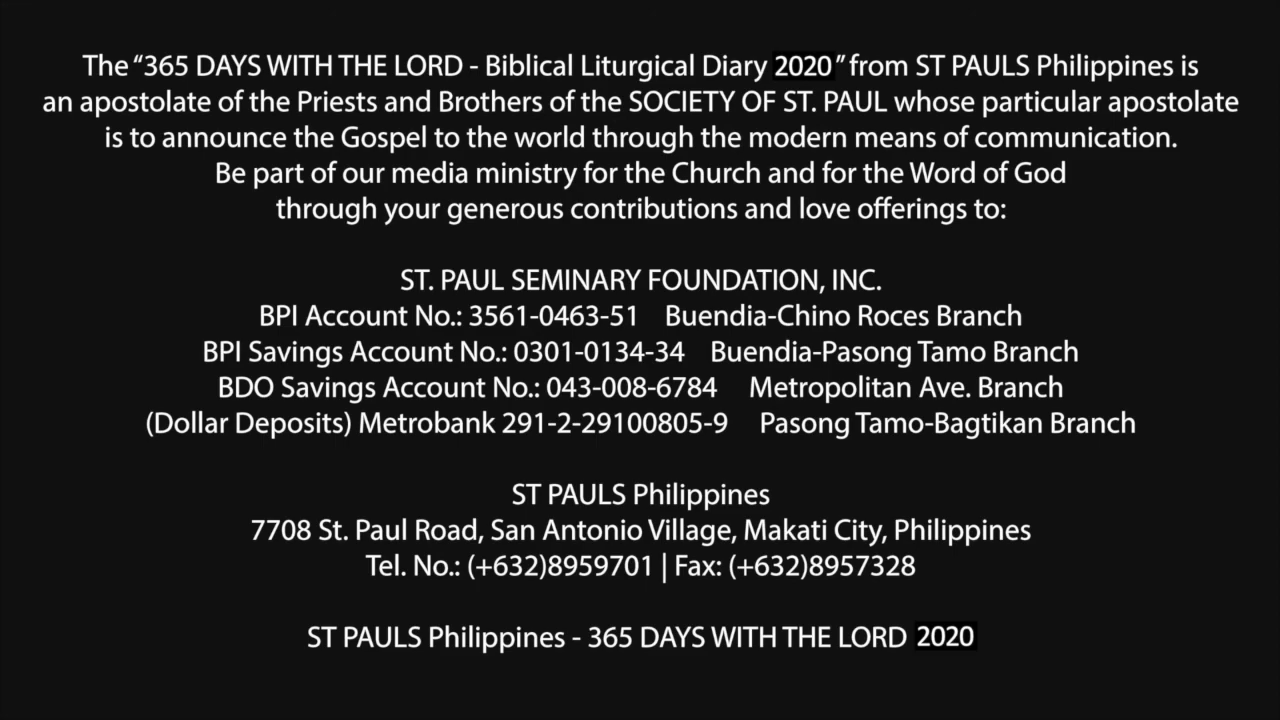 The “365 DAYS WITH THE LORD - Biblical Liturgical Diary 2020” from ST PAULS Philippines is
an apostolate of the Priests and Brothers of the SOCIETY OF ST. PAUL whose particular apostolate
is to announce the Gospel to the world through the modern means of communication.
Be part of our media ministry for the Church and for the Word of God
through your generous contributions and love offerings to:
ST. PAUL SEMINARY FOUNDATION, INC.
BPI Account No.: 3561-0463-51 Buendia-Chino Roces Branch
BPI Savings Account No.: 0301-0134-34 Buendia-Pasong Tamo Branch
BDO Savings Account No.: 043-008-6784 Metropolitan Ave. Branch
(Dollar Deposits) Metrobank 291-2-29100805-9 Pasong Tamo-Bagtikan Branch
ST PAULS Philippines
7708 St. Paul Road, San Antonio Village, Makati City, Philippines
Tel. No.: (+632)8959701 | Fax: (+632)8957328
ST PAULS Philippines - 365 DAYS WITH THE LORD 2020